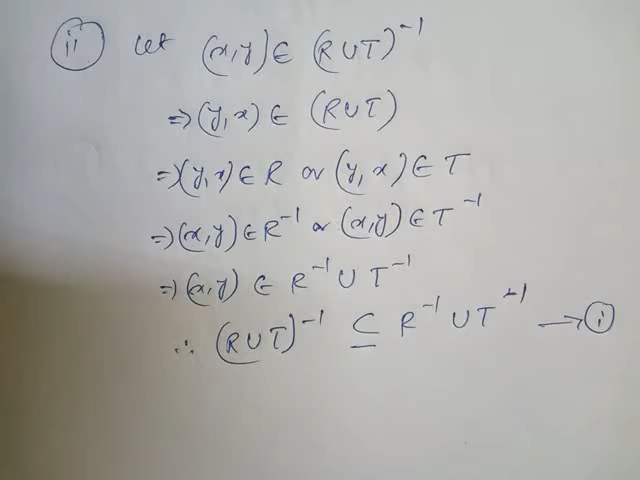 ii Let (x,y) ∈ (R∪T)⁻¹
⇒ (y,x) ∈ (R∪T)
⇒ (y,x) ∈ R or (y,x) ∈ T
⇒ (x,y) ∈ R⁻¹ or (x,y) ∈ T⁻¹
⇒ (x,y) ∈ R⁻¹ ∪ T⁻¹
∴ (R∪T)⁻¹ ⊆ R⁻¹ ∪ T⁻¹ → i